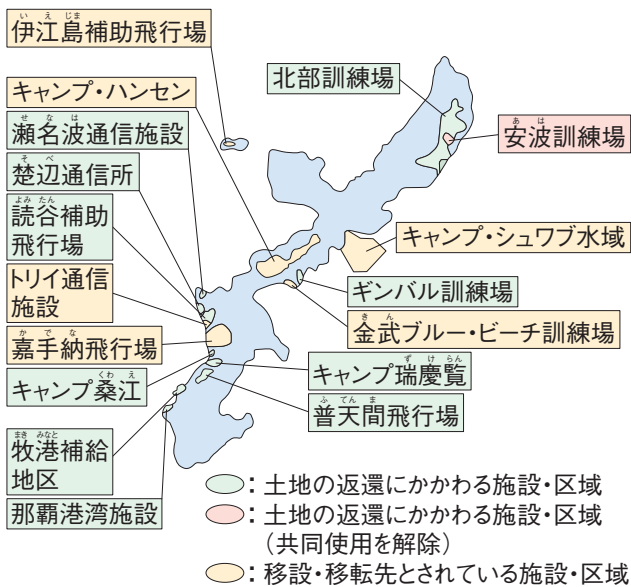 伊江島補助飛行場
キャンプ・ハンセン
瀬名波通信施設
楚辺通信所
読谷補助
飛行場
トリイ通信
施設
嘉手納飛行場
キャンプ桑江
牧港補給
地区
那覇港湾施設
北部訓練場
安波訓練場
キャンプ・シュワブ水域
ギンバル訓練場
金武ブルー・ビーチ訓練場
キャンプ瑞慶覧
普天間飛行場
:土地の返還にかかわる施設・区域
:土地の返還にかかわる施設・区域
(共同使用を解除)
:移設・移転先とされている施設・区域